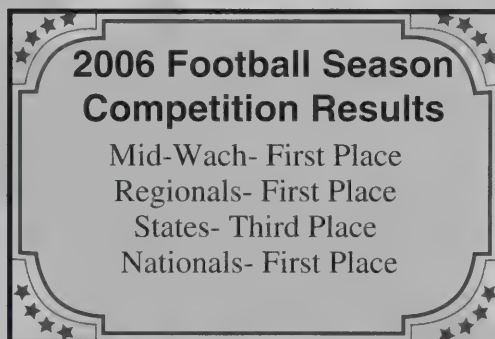 2006 Football Season
Competition Results
Mid-Wach- First Place
Regionals- First Place
States- Third Place
Nationals- First Place